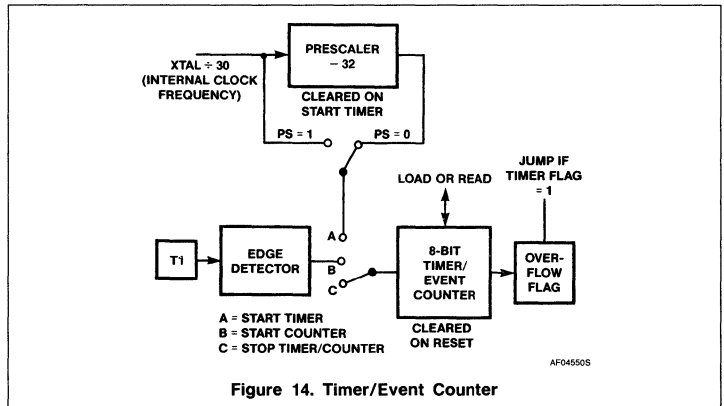 PRESCALER
– 32
XTAL ÷ 30
(INTERNAL CLOCK
FREQUENCY)
CLEARED ON
START TIMER
PS = 1
PS = 0
JUMP IF
TIMER FLAG
= 1
LOAD OR READ
A
T1
EDGE
DETECTOR
B
C
8-BIT
TIMER/
EVENT
COUNTER
OVER-
FLOW
FLAG
A = START TIMER
B = START COUNTER
C = STOP TIMER/COUNTER
CLEARED
ON RESET
AF04550S
Figure 14. Timer/Event Counter